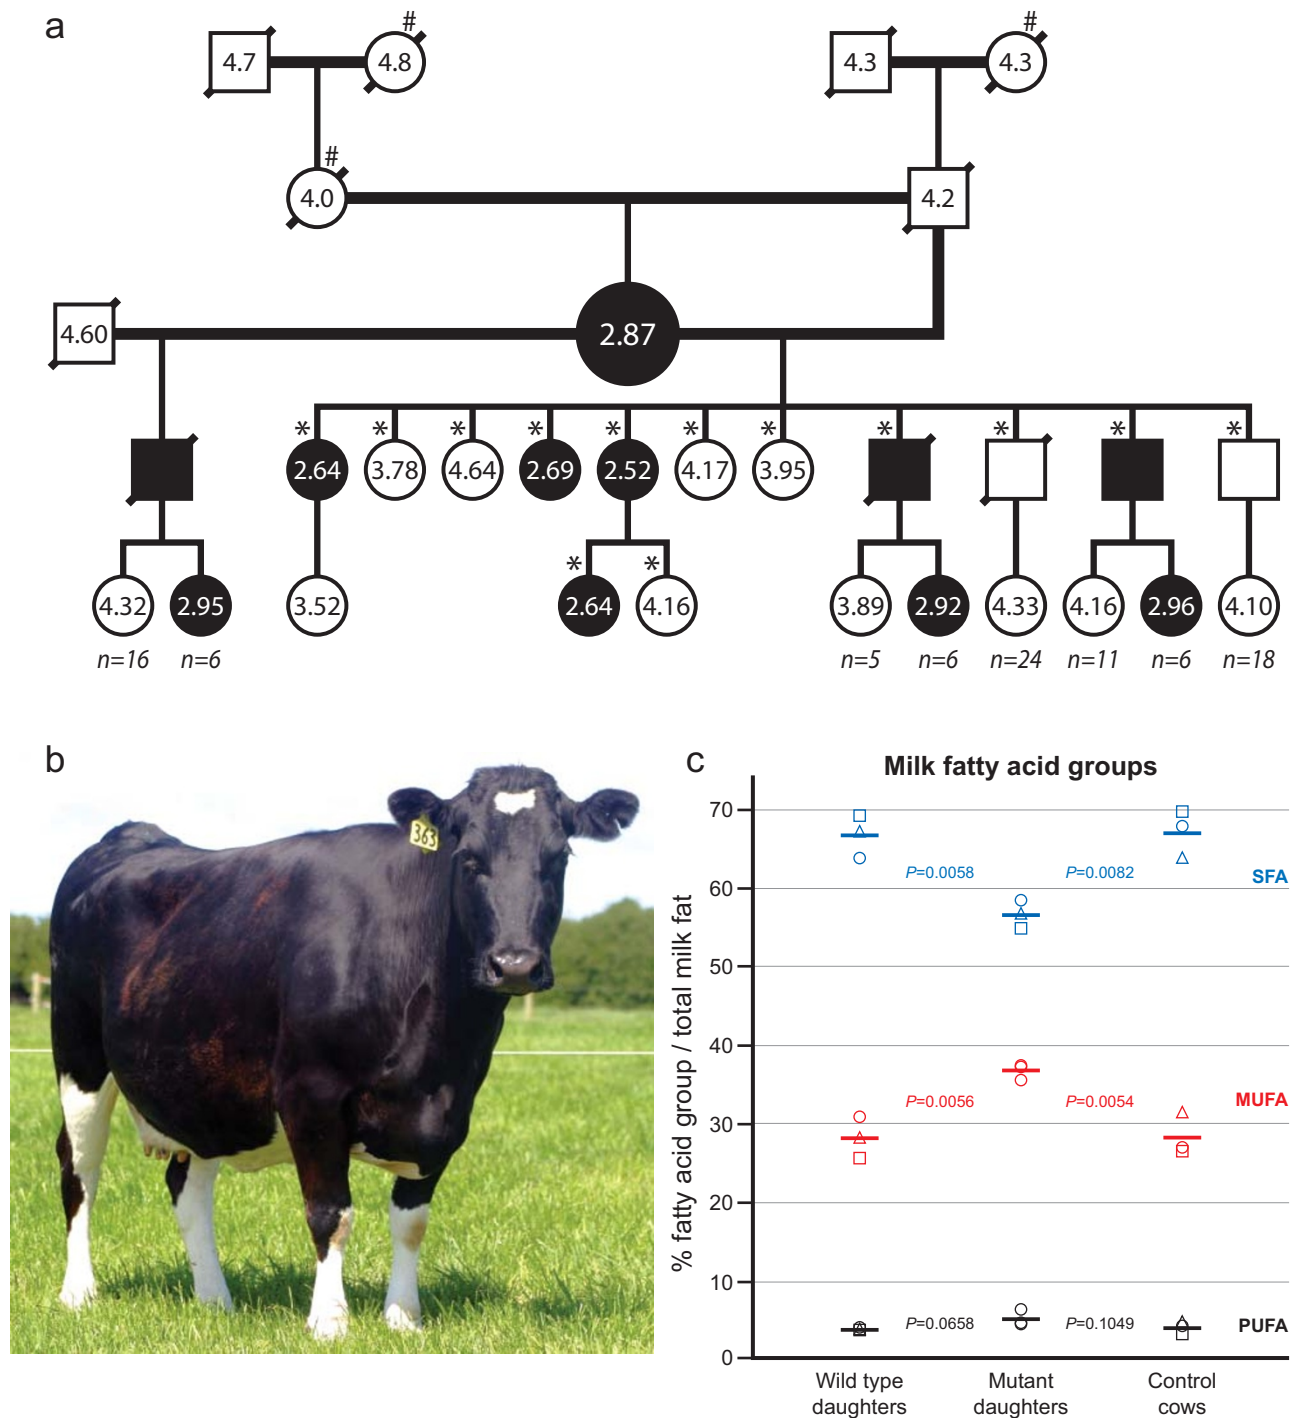 a
# #
4.7 4.8 4.3 4.3
#
4.0 4.2
4.60 2.87
* * * * * * * * * * *
2.64 3.78 4.64 2.69 2.52 4.17 3.95
* *
4.32 2.95 3.52 2.64 4.16 3.89 2.92 4.33 4.16 2.96 4.10
n=16 n=6 n=5 n=6 n=24 n=11 n=6 n=18
b
363
c
Milk fatty acid groups
% fatty acid group / total milk fat
70
60
50
40
30
20
10
0
P=0.0058 P=0.0082 SFA
P=0.0056 P=0.0054 MUFA
P=0.0658 P=0.1049 PUFA
Wild type daughters
Mutant daughters
Control cows